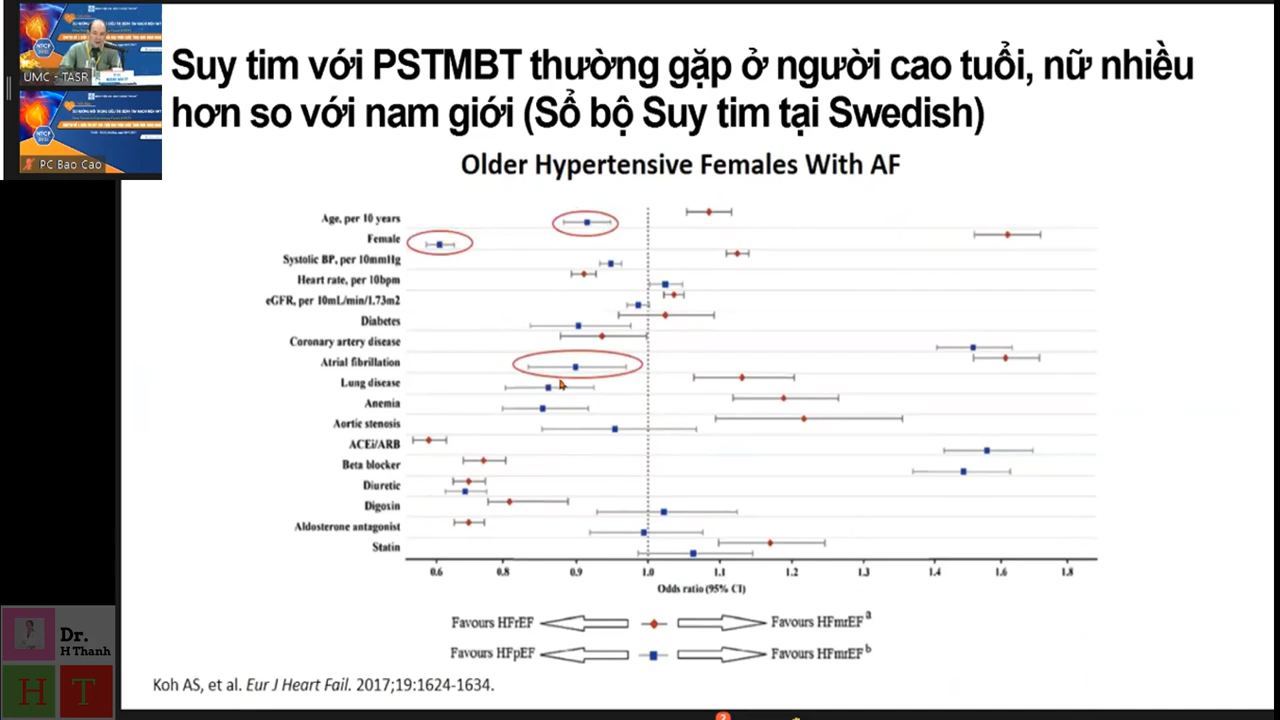 UMC - TASR
PC Bao Cao
Suy tim với PSTMBT thường gặp ở người cao tuổi, nữ nhiều
hơn so với nam giới (Sổ bộ Suy tim tại Swedish)
Older Hypertensive Females With AF
Age, per 10 years
Female
Systolic BP, per 10mmHg
Heart rate, per 10bpm
eGFR, per 10mL/min/1.73m2
Diabetes
Coronary artery disease
Atrial fibrillation
Lung disease
Anemia
Aortic stenosis
ACEi/ARB
Beta blocker
Diuretic
Digoxin
Aldosterone antagonist
Statin
0.6 0.8 0.9 1.0 1.1 1.2 1.3 1.4 1.6 1.8
Odds ratio (95% CI)
Favours HFrEF Favours HFmrEF a
Favours HFpEF Favours HFmrEF b
Koh AS, et al. Eur J Heart Fail. 2017;19:1624-1634.
Dr.
H Thanh
H T